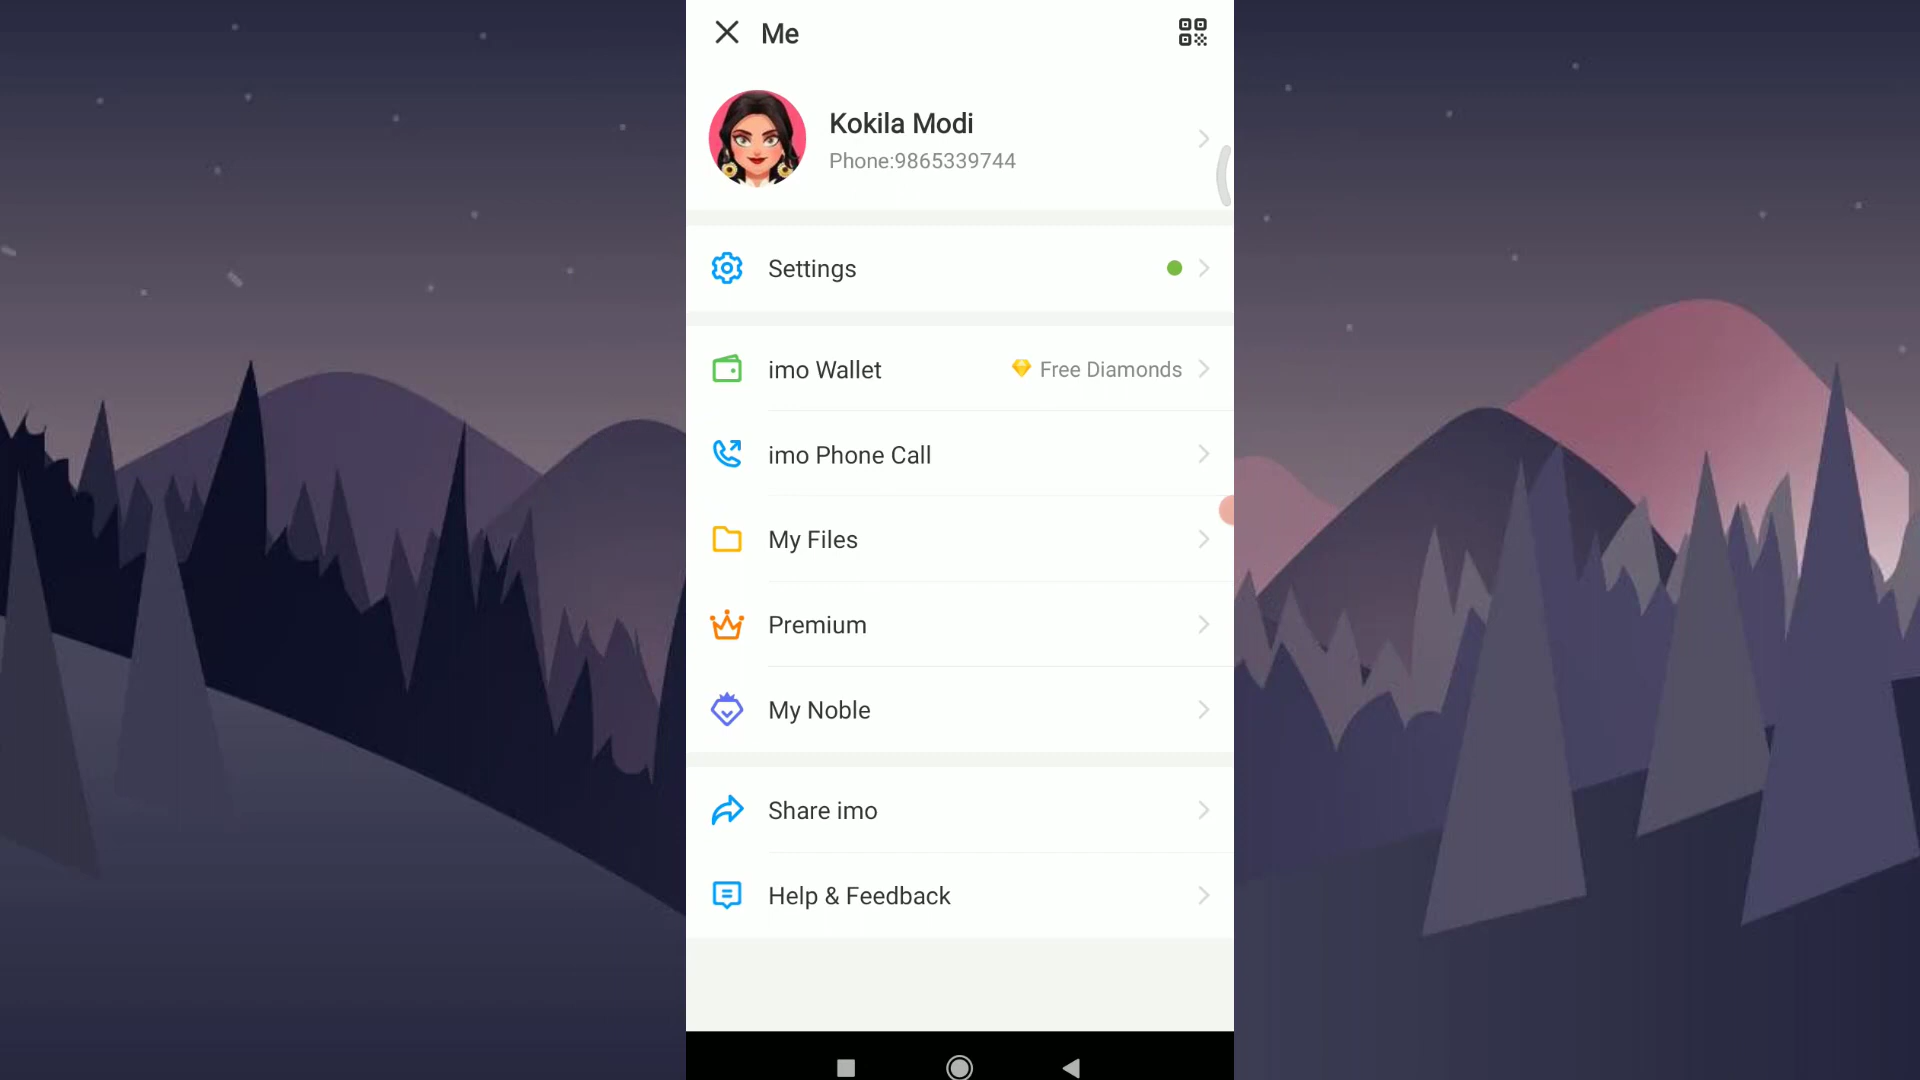 Me
Kokila Modi
Phone:9865339744
Settings
imo Wallet
Free Diamonds
imo Phone Call
My Files
Premium
My Noble
Share imo
Help & Feedback